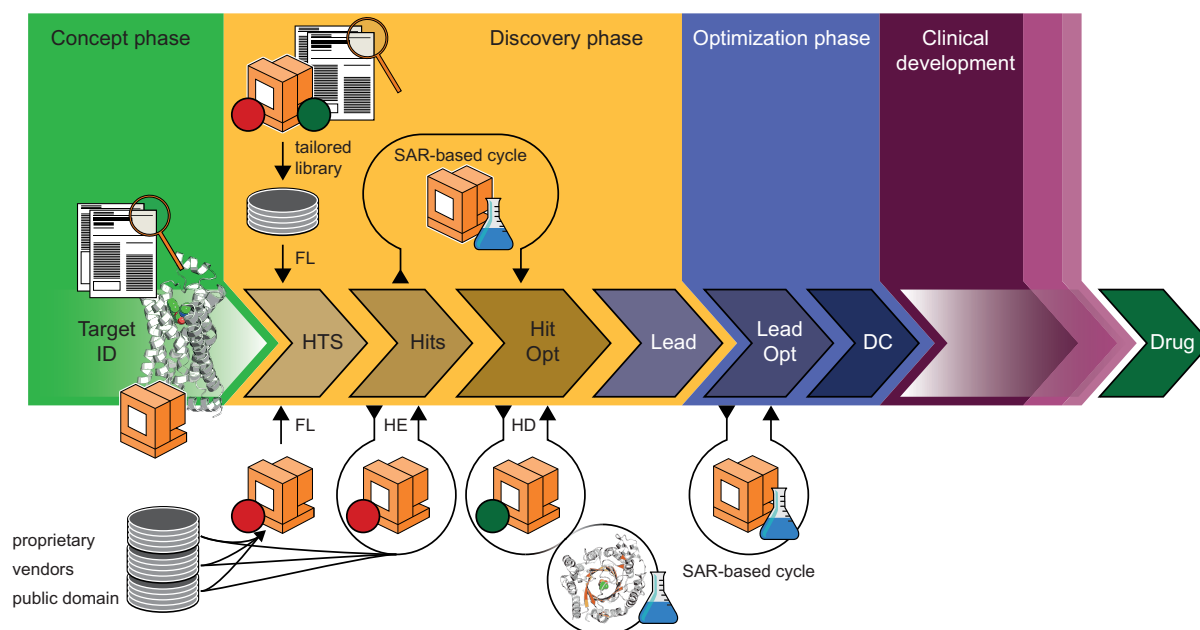 Concept phase
Discovery phase
Optimization phase
Clinical
development
tailored
library
SAR-based cycle
FL
Target
ID
HTS
Hits
Hit
Opt
Lead
Lead
Opt
DC
Drug
FL
HE
HD
proprietary
vendors
public domain
SAR-based cycle